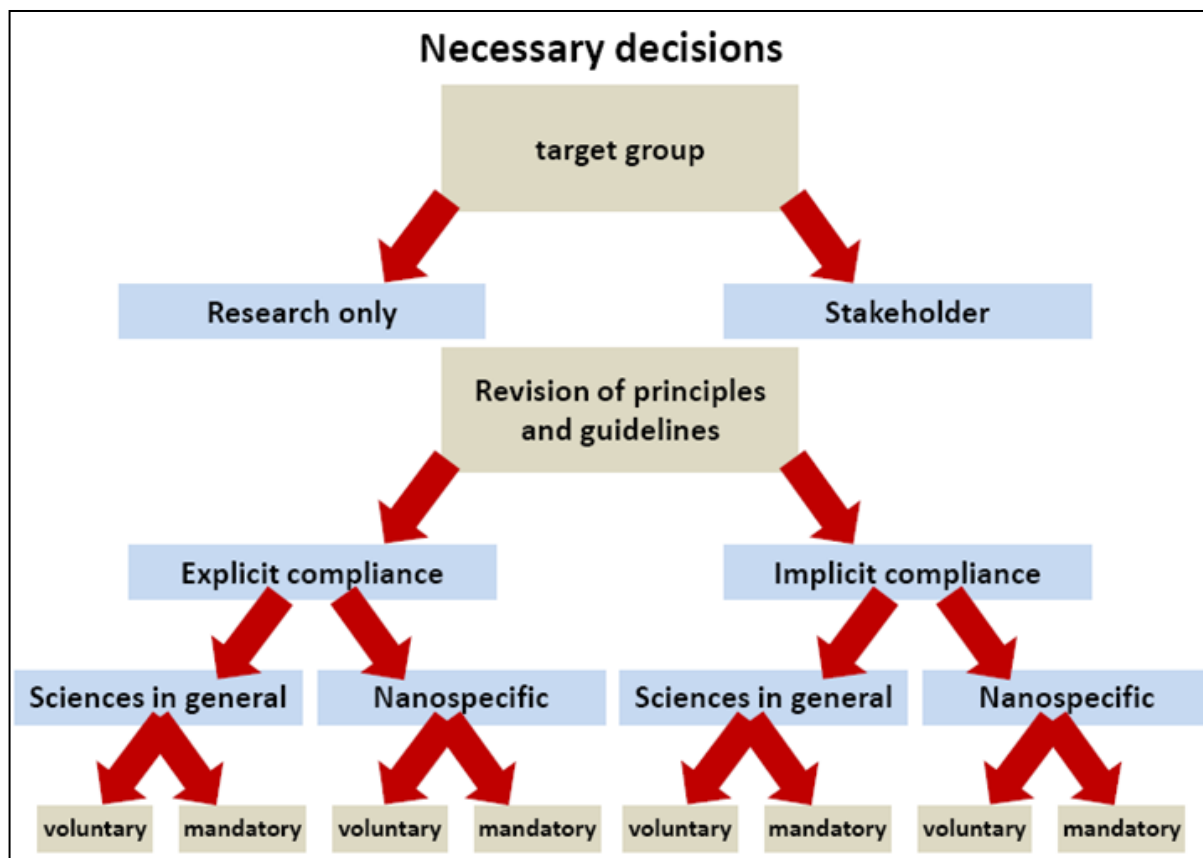 Necessary decisions
target group
Research only
Stakeholder
Revision of principles
and guidelines
Explicit compliance
Implicit compliance
Sciences in general
Nanospecific
Sciences in general
Nanospecific
voluntary
mandatory
voluntary
mandatory
voluntary
mandatory
voluntary
mandatory